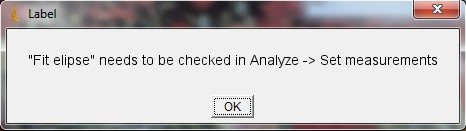 Label
"Fit elipse" needs to be checked in Analyze -> Set measurements
OK